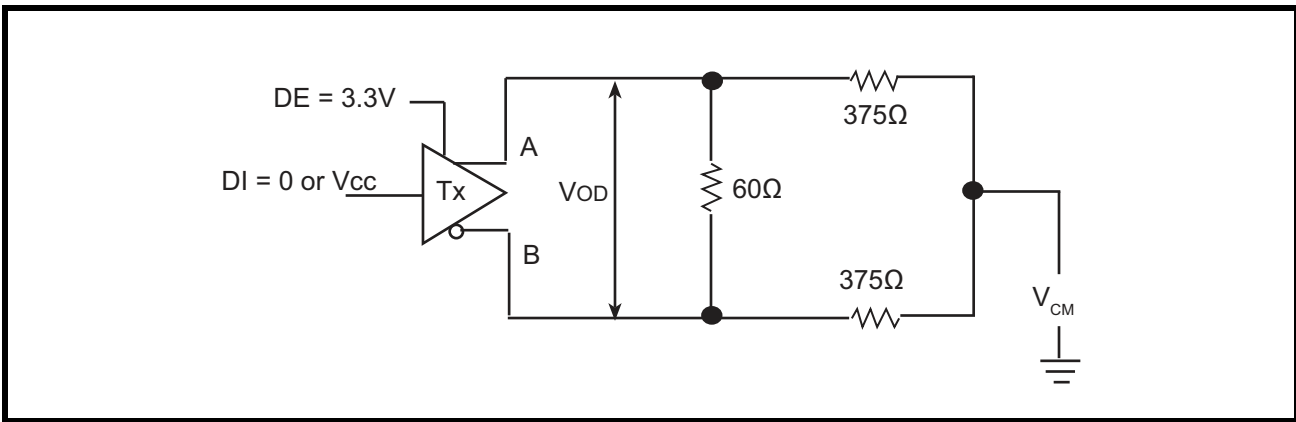 DE = 3.3V
375Ω
A
DI = 0 or Vcc
Tx
VOD
60Ω
B
375Ω
VCM